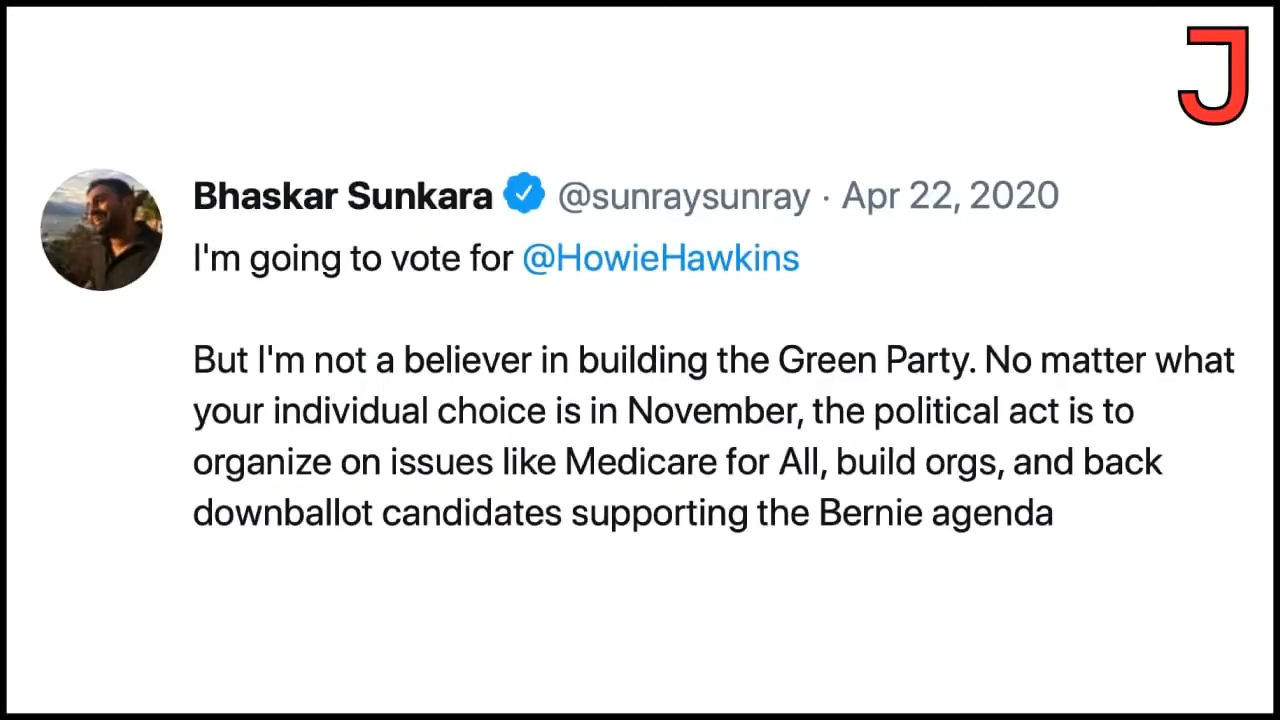 J
Bhaskar Sunkara @sunraysunray · Apr 22, 2020
I'm going to vote for @HowieHawkins
But I'm not a believer in building the Green Party. No matter what
your individual choice is in November, the political act is to
organize on issues like Medicare for All, build orgs, and back
downballot candidates supporting the Bernie agenda